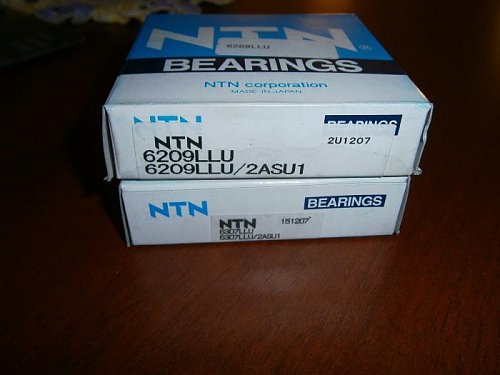 NTN
6209LLU
®
BEARINGS
NTN corporation
MADE IN JAPAN
NTN BEARINGS
NTN 2U1207
6209LLU
6209LLU/2ASU1
NTN BEARINGS
NTN 151207
6307LLU
6307LLU/2ASU1